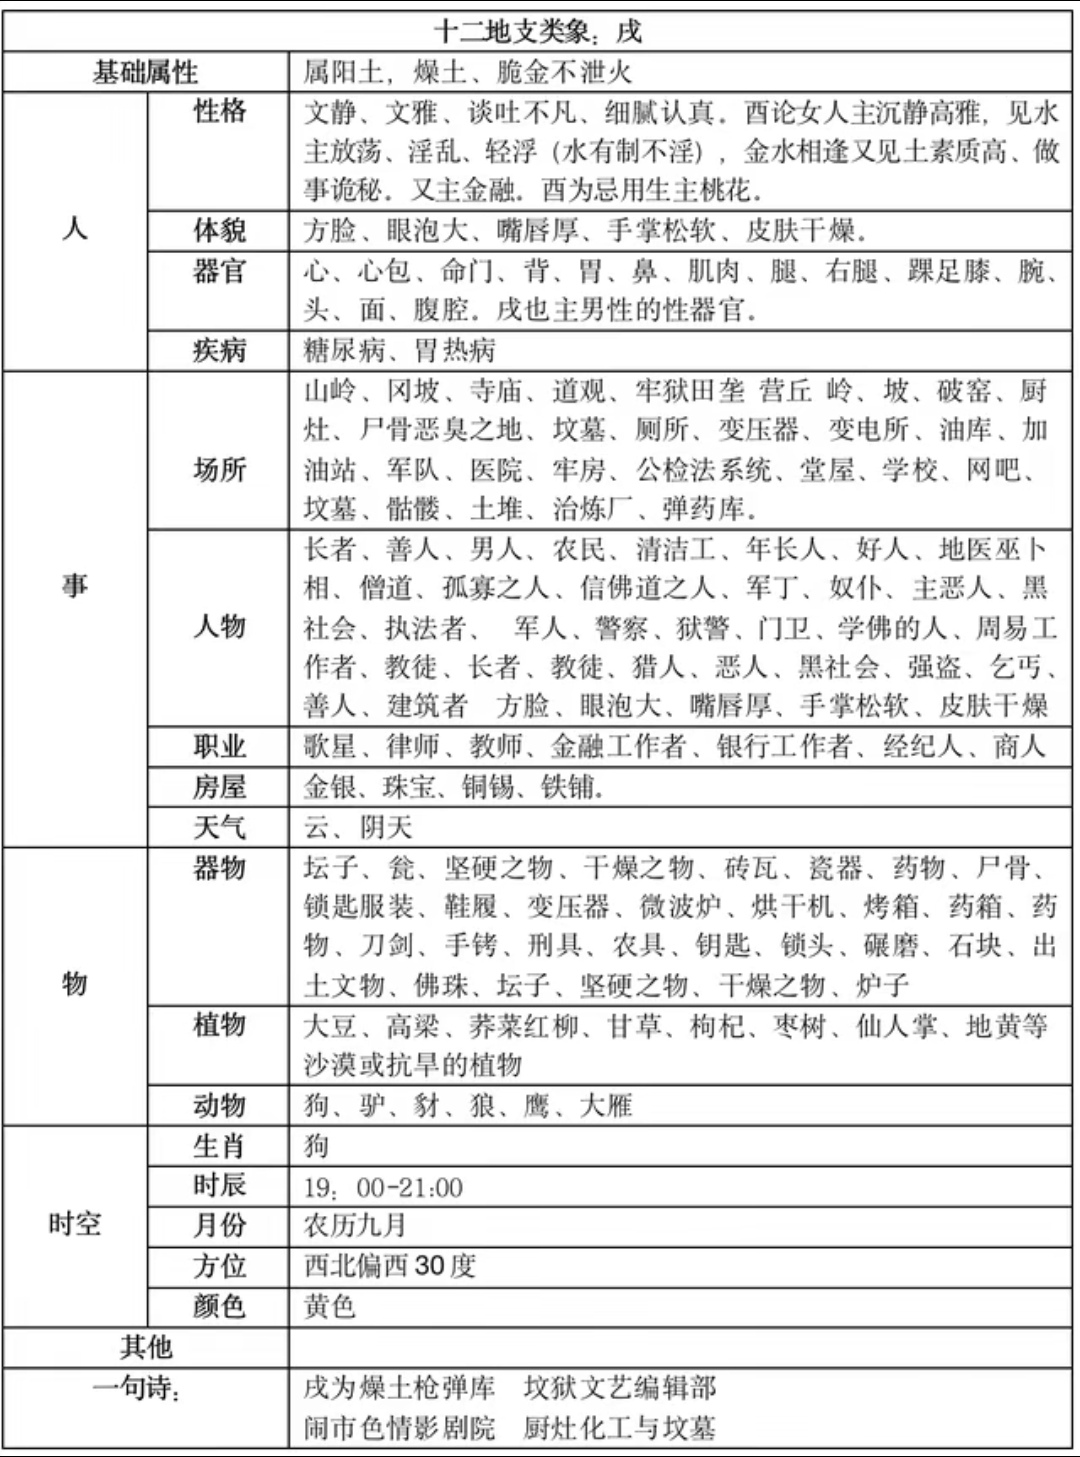 十二地支类象：戌
基础属性 属阳土，燥土、脆金不泄火
人
性格
文静、文雅、谈吐不凡、细腻认真。酉论女人主沉静高雅，见水
主放荡、淫乱、轻浮（水有制不淫），金水相逢又见土素质高、做
事诡秘。又主金融。酉为忌用生主桃花。
体貌 方脸、眼泡大、嘴唇厚、手掌松软、皮肤干燥。
器官
心、心包、命门、背、胃、鼻、肌肉、腿、右腿、踝足膝、腕、
头、面、腹腔。戌也主男性的性器官。
疾病 糖尿病、胃热病
事
场所
山岭、冈坡、寺庙、道观、牢狱田垄 营丘 岭、坡、破窑、厨
灶、尸骨恶臭之地、坟墓、厕所、变压器、变电所、油库、加
油站、军队、医院、牢房、公检法系统、堂屋、学校、网吧、
坟墓、骷髅、土堆、冶炼厂、弹药库。
人物
长者、善人、男人、农民、清洁工、年长人、好人、地医巫卜
相、僧道、孤寡之人、信佛道之人、军丁、奴仆、主恶人、黑
社会、执法者、 军人、警察、狱警、门卫、学佛的人、周易工
作者、教徒、长者、教徒、猎人、恶人、黑社会、强盗、乞丐、
善人、建筑者 方脸、眼泡大、嘴唇厚、手掌松软、皮肤干燥
职业 歌星、律师、教师、金融工作者、银行工作者、经纪人、商人
房屋 金银、珠宝、铜锡、铁铺。
天气 云、阴天
物
器物
坛子、瓮、坚硬之物、干燥之物、砖瓦、瓷器、药物、尸骨、
锁匙服装、鞋履、变压器、微波炉、烘干机、烤箱、药箱、药
物、刀剑、手铐、刑具、农具、钥匙、锁头、碾磨、石块、出
土文物、佛珠、坛子、坚硬之物、干燥之物、炉子
植物
大豆、高梁、荞菜红柳、甘草、枸杞、枣树、仙人掌、地黄等
沙漠或抗旱的植物
动物 狗、驴、豺、狼、鹰、大雁
时空
生肖 狗
时辰 19：00-21:00
月份 农历九月
方位 西北偏西 30 度
颜色 黄色
其他
一句诗：
戌为燥土枪弹库 坟狱文艺编辑部
闹市色情影剧院 厨灶化工与坟墓